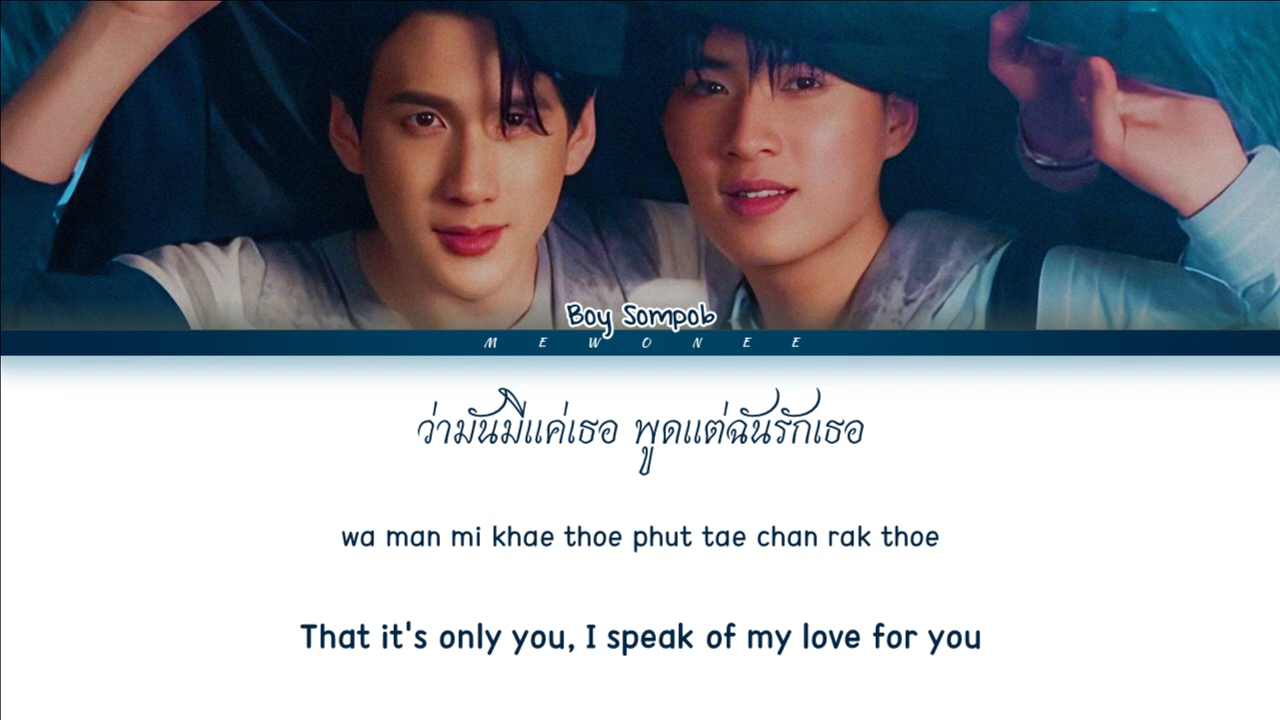 Boy Sompob
MEWONEE
ว่ามันมีแค่เธอ พูดแต่ฉันรักเธอ
wa man mi khae thoe phut tae chan rak thoe
That it's only you, I speak of my love for you